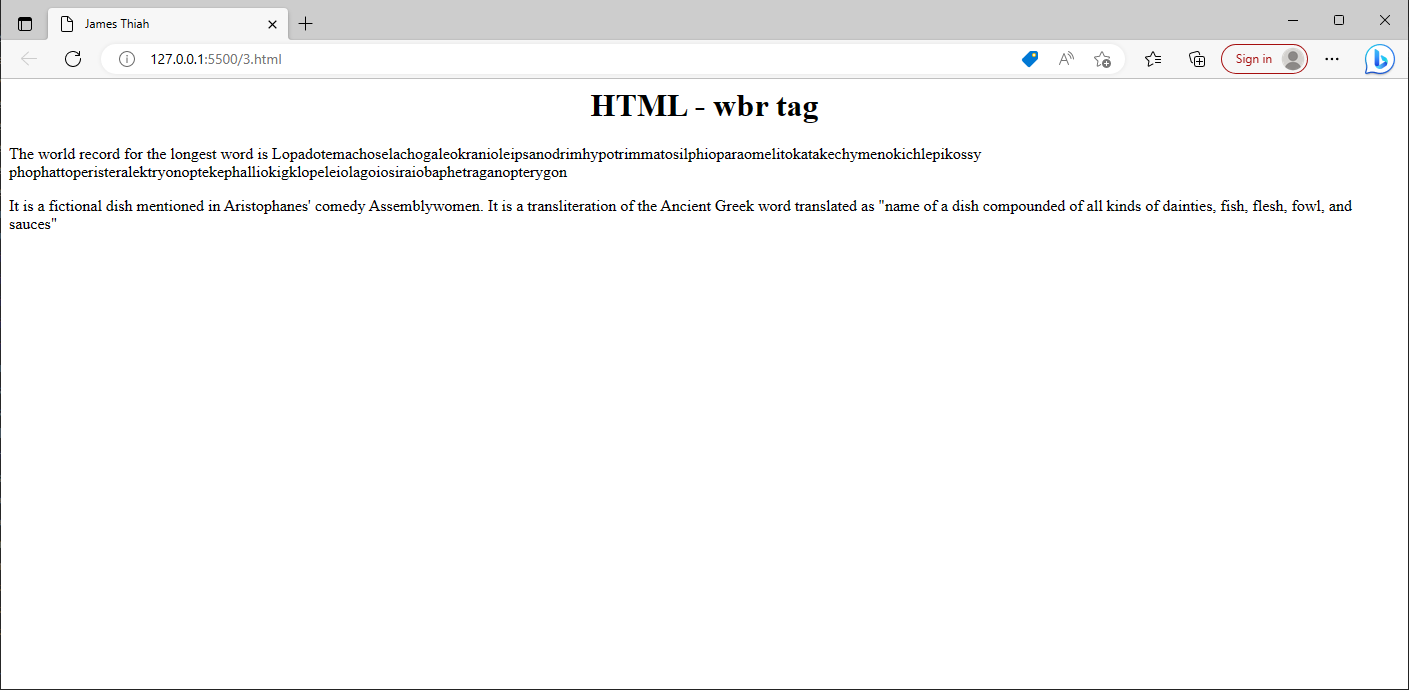 James Thiah
127.0.0.1:5500/3.html
Sign in
HTML - wbr tag
The world record for the longest word is Lopadotemachoselachogaleokranioleipsanodrimhypotrimmatosilphioparaomelitokatakechymenokichlepikossy
phophattoperisteralektryonoptekephalliokigklopeleiolagoiosiraiobaphetraganopterygon
It is a fictional dish mentioned in Aristophanes' comedy Assemblywomen. It is a transliteration of the Ancient Greek word translated as "name of a dish compounded of all kinds of dainties, fish, flesh, fowl, and
sauces"